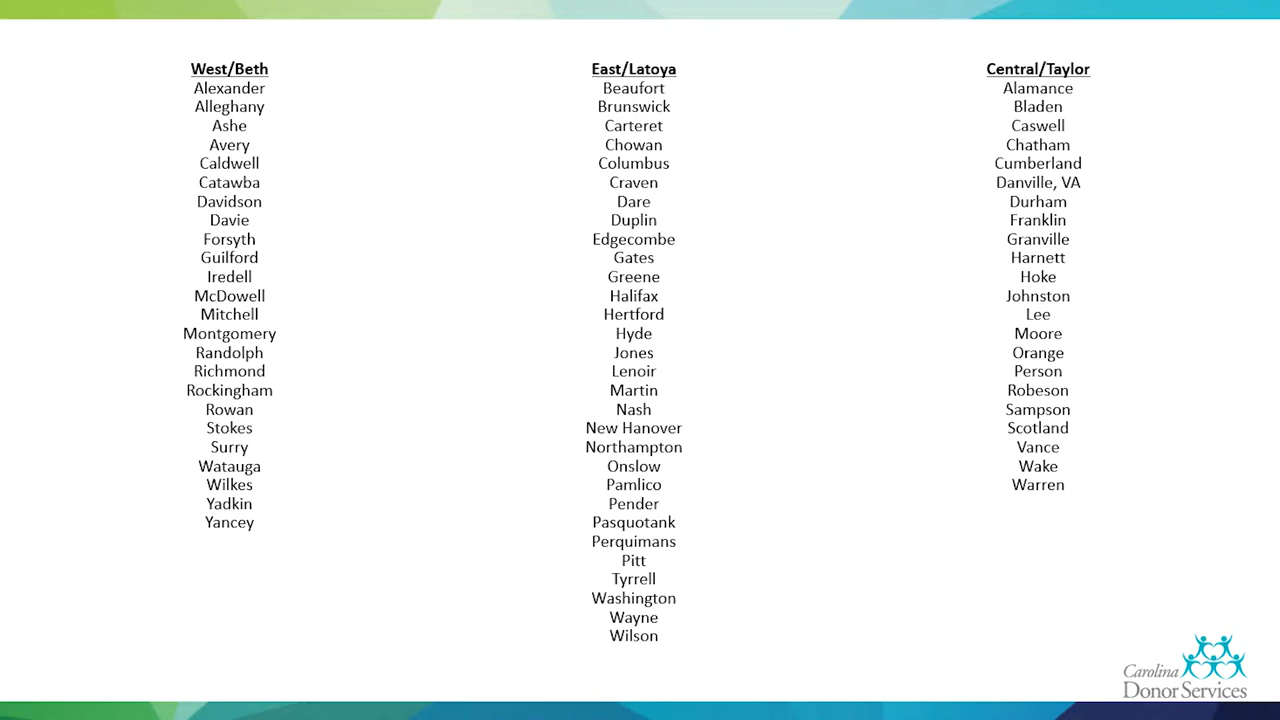 West/Beth
Alexander
Alleghany
Ashe
Avery
Caldwell
Catawba
Davidson
Davie
Forsyth
Guilford
Iredell
McDowell
Mitchell
Montgomery
Randolph
Richmond
Rockingham
Rowan
Stokes
Surry
Watauga
Wilkes
Yadkin
Yancey
East/Latoya
Beaufort
Brunswick
Carteret
Chowan
Columbus
Craven
Dare
Duplin
Edgecombe
Gates
Greene
Halifax
Hertford
Hyde
Jones
Lenoir
Martin
Nash
New Hanover
Northampton
Onslow
Pamlico
Pender
Pasquotank
Perquimans
Pitt
Tyrrell
Washington
Wayne
Wilson
Central/Taylor
Alamance
Bladen
Caswell
Chatham
Cumberland
Danville, VA
Durham
Franklin
Granville
Harnett
Hoke
Johnston
Lee
Moore
Orange
Person
Robeson
Sampson
Scotland
Vance
Wake
Warren
Carolina
Donor Services